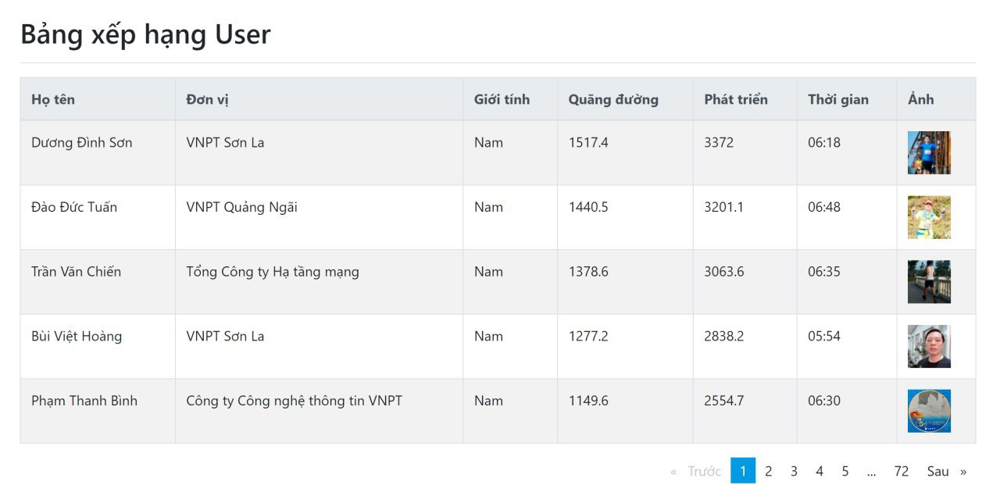 Bảng xếp hạng User
Họ tên Đơn vị Giới tính Quãng đường Phát triển Thời gian Ảnh
Dương Đình Sơn VNPT Sơn La Nam 1517.4 3372 06:18
Đào Đức Tuấn VNPT Quảng Ngãi Nam 1440.5 3201.1 06:48
Trần Văn Chiến Tổng Công ty Hạ tầng mạng Nam 1378.6 3063.6 06:35
Bùi Việt Hoàng VNPT Sơn La Nam 1277.2 2838.2 05:54
Phạm Thanh Bình Công ty Công nghệ thông tin VNPT Nam 1149.6 2554.7 06:30
« Trước 1 2 3 4 5 ... 72 Sau »